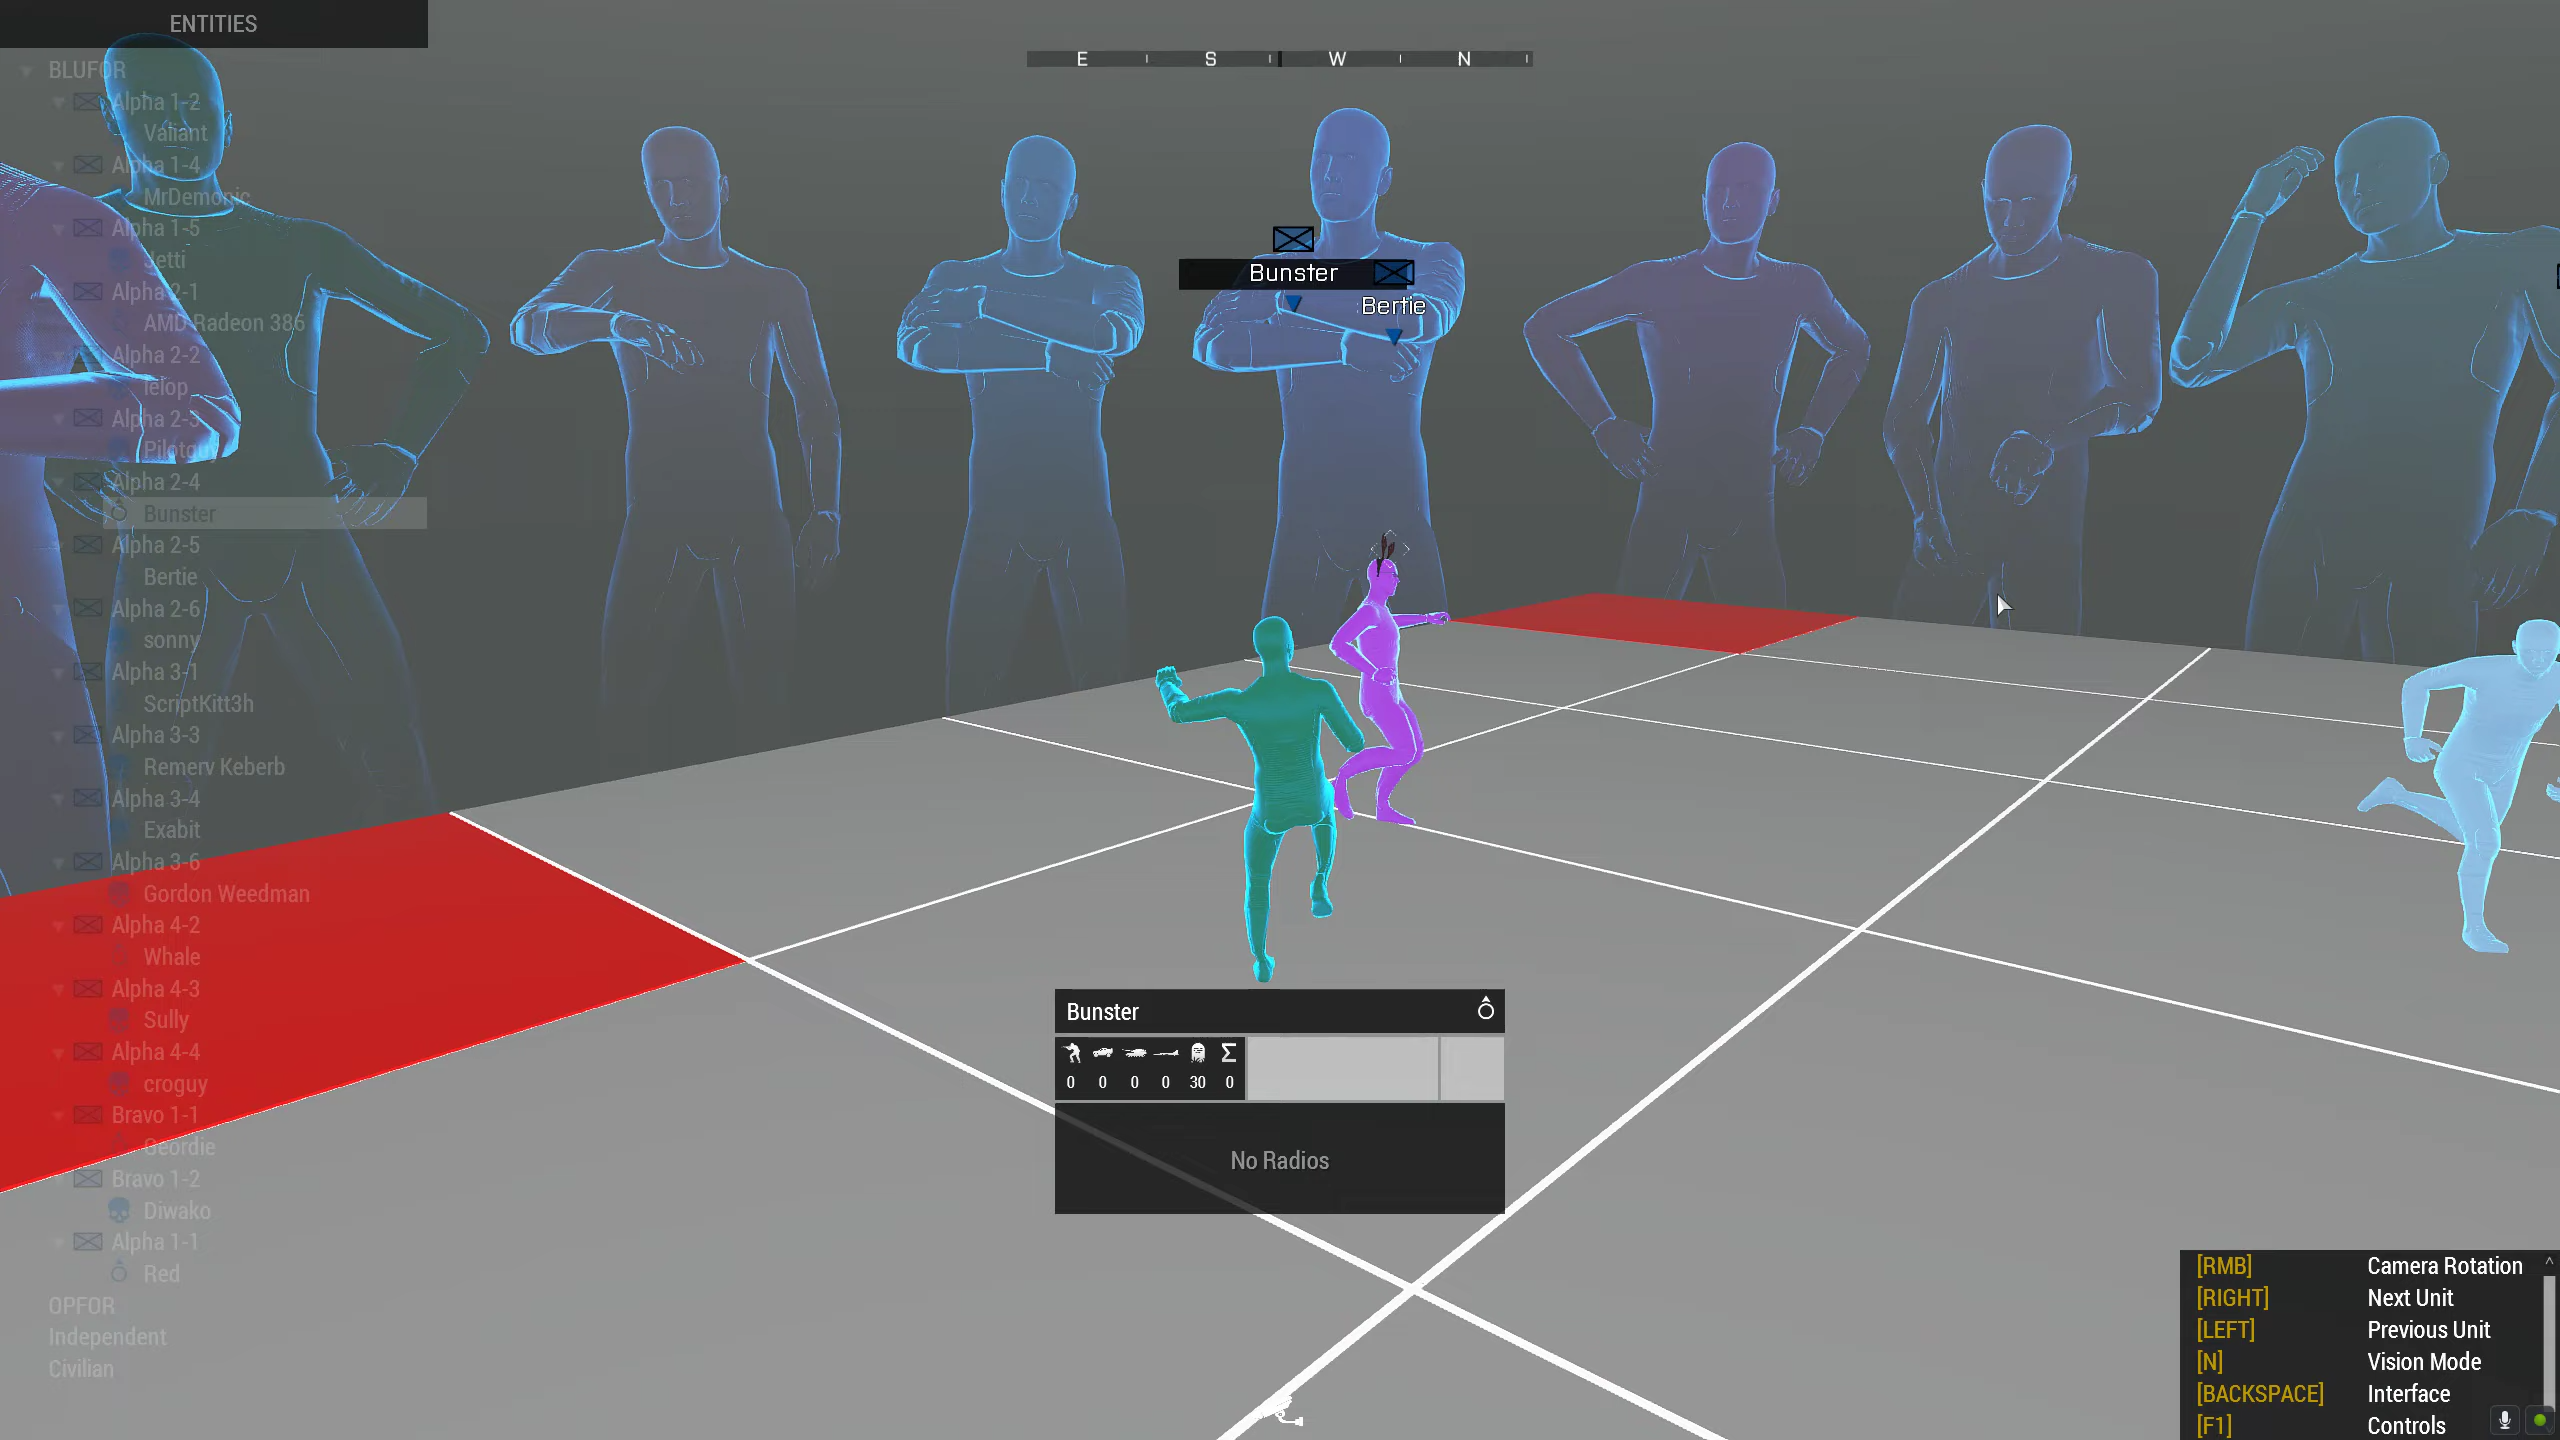 ENTITIES
E S W N
BLUFOR
Alpha 1-2
Valiant
Alpha 1-4
MrDemonic
Alpha 1-5
Jetti
Alpha 2-1
AMD Radeon 386
Alpha 2-2
lelop
Alpha 2-3
Pilotguy
Alpha 2-4
Bunster
Alpha 2-5
Bertie
Alpha 2-6
sonny
Alpha 3-1
ScriptKitt3h
Alpha 3-3
Remerv Keberb
Alpha 3-4
Exabit
Alpha 3-6
Gordon Weedman
Alpha 4-2
Whale
Alpha 4-3
Sully
Alpha 4-4
croguy
Bravo 1-1
Geordie
Bravo 1-2
Diwako
Alpha 1-1
Red
OPFOR
Independent
Civilian
Bunster
Bertie
Bunster
Σ
0 0 0 0 30 0
No Radios
[RMB] Camera Rotation
[RIGHT] Next Unit
[LEFT] Previous Unit
[N] Vision Mode
[BACKSPACE] Interface
[F1] Controls